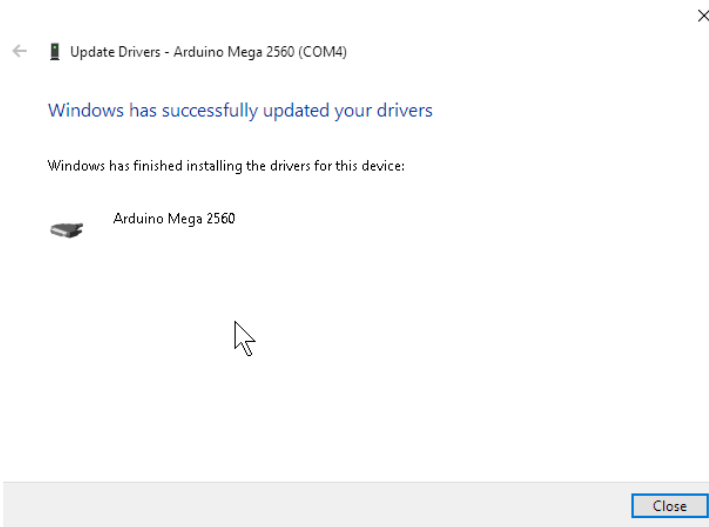 Update Drivers - Arduino Mega 2560 (COM4)
Windows has successfully updated your drivers
Windows has finished installing the drivers for this device:
Arduino Mega 2560
Close